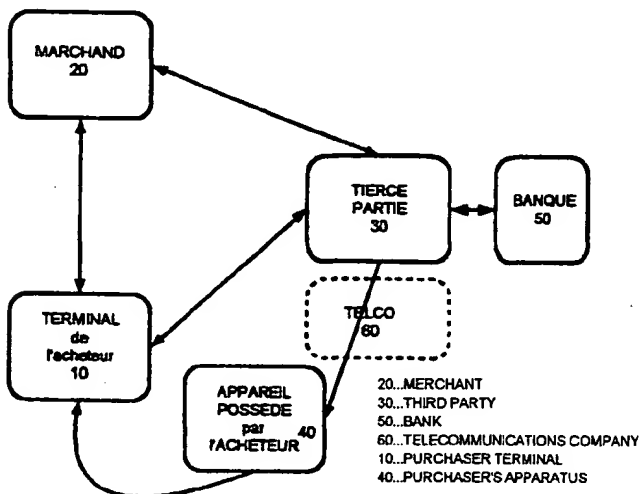 MARCHAND
20
TIERCE
PARTIE
30
BANQUE
50
TELCO
60
TERMINAL
de
l'acheteur
10
APPAREIL
POSSEDE
par
l'ACHETEUR 40
20...MERCHANT
30...THIRD PARTY
50...BANK
60...TELECOMMUNICATIONS COMPANY
10...PURCHASER TERMINAL
40...PURCHASER'S APPARATUS